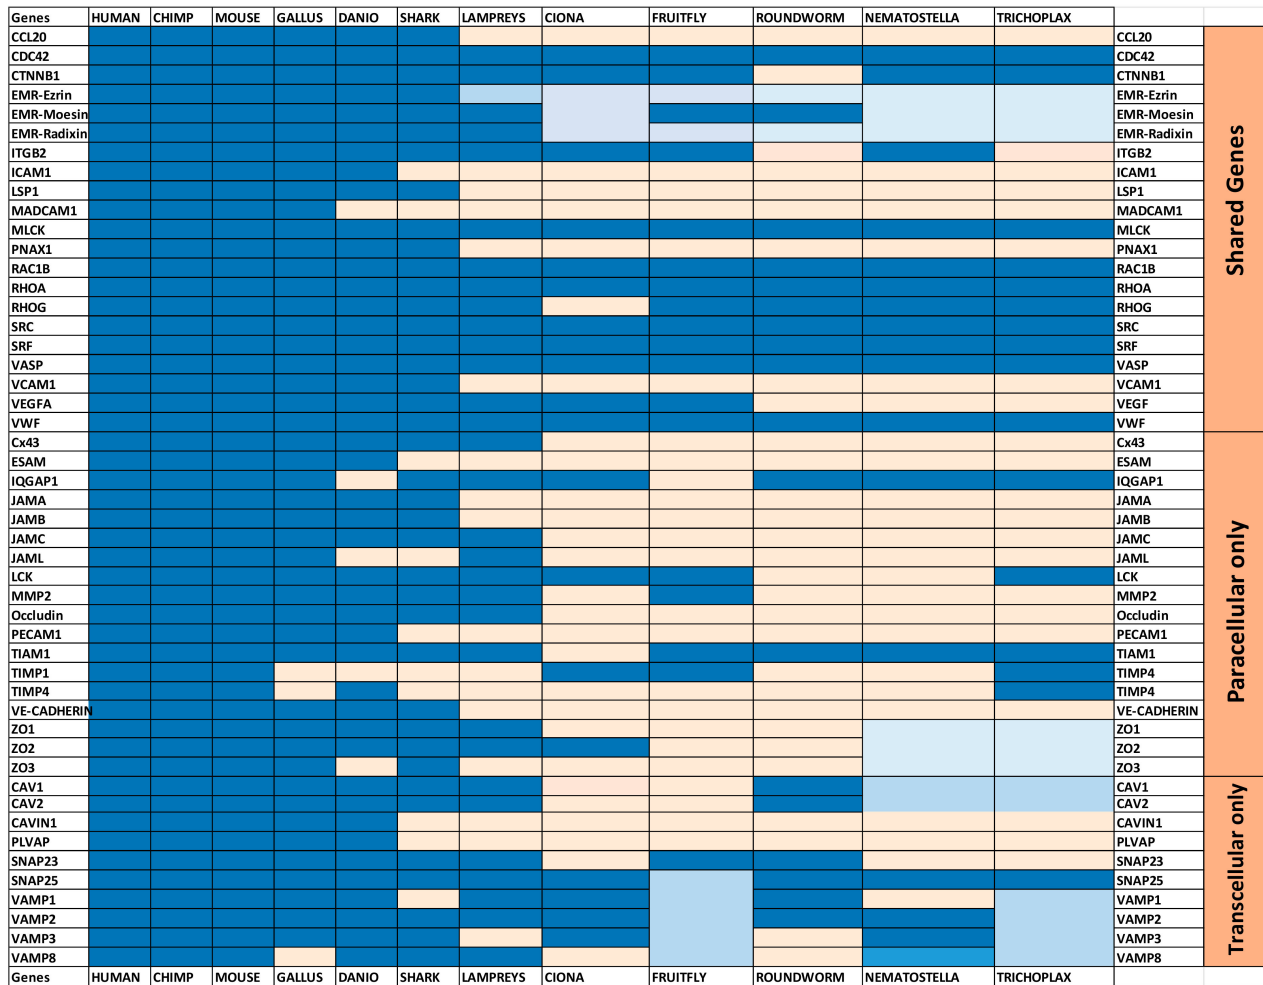 Genes HUMAN CHIMP MOUSE GALLUS DANIO SHARK LAMPREYS CIONA FRUITFLY ROUNDWORM NEMATOSTELLA TRICHOPLAX
CCL20 CCL20
CDC42 CDC42
CTNNB1 CTNNB1
EMR-Ezrin EMR-Ezrin
EMR-Moesin EMR-Moesin
EMR-Radixin EMR-Radixin
ITGB2 ITGB2
ICAM1 ICAM1
LSP1 LSP1
MADCAM1 MADCAM1
MLCK MLCK
PNAX1 PNAX1
RAC1B RAC1B
RHOA RHOA
RHOG RHOG
SRC SRC
SRF SRF
VASP VASP
VCAM1 VCAM1
VEGFA VEGF
VWF VWF
Shared Genes
Cx43 Cx43
ESAM ESAM
IQGAP1 IQGAP1
JAMA JAMA
JAMB JAMB
JAMC JAMC
JAML JAML
LCK LCK
MMP2 MMP2
Occludin Occludin
PECAM1 PECAM1
TIAM1 TIAM1
TIMP1 TIMP4
TIMP4 TIMP4
VE-CADHERIN VE-CADHERIN
ZO1 ZO1
ZO2 ZO2
ZO3 ZO3
Paracellular only
CAV1 CAV1
CAV2 CAV2
CAVIN1 CAVIN1
PLVAP PLVAP
SNAP23 SNAP23
SNAP25 SNAP25
VAMP1 VAMP1
VAMP2 VAMP2
VAMP3 VAMP3
VAMP8 VAMP8
Transcellular only
Genes HUMAN CHIMP MOUSE GALLUS DANIO SHARK LAMPREYS CIONA FRUITFLY ROUNDWORM NEMATOSTELLA TRICHOPLAX